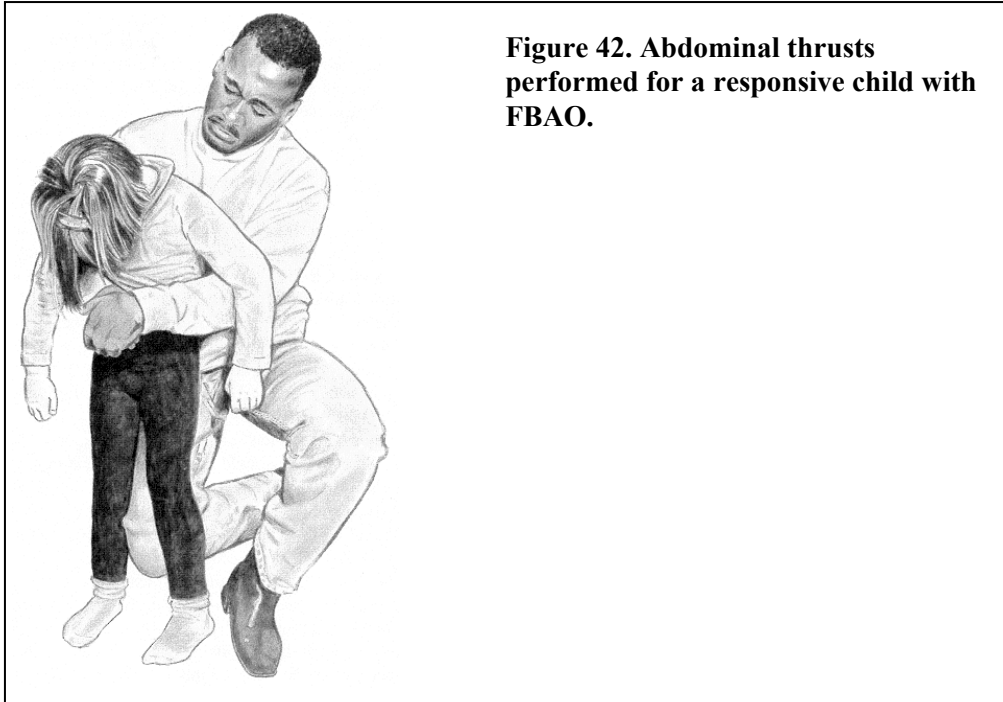 Figure 42. Abdominal thrusts
performed for a responsive child with
FBAO.